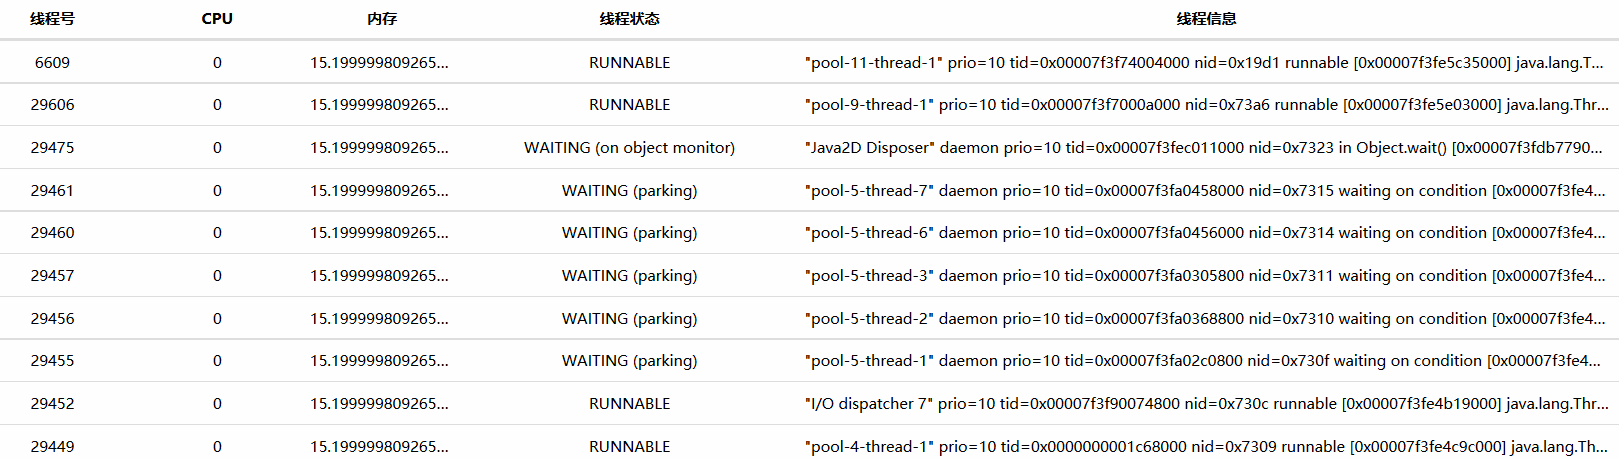 线程号 CPU 内存 线程状态 线程信息
6609 0 15.199999809265... RUNNABLE "pool-11-thread-1" prio=10 tid=0x00007f3f74004000 nid=0x19d1 runnable [0x00007f3fe5c35000] java.lang.T...
29606 0 15.199999809265... RUNNABLE "pool-9-thread-1" prio=10 tid=0x00007f3f7000a000 nid=0x73a6 runnable [0x00007f3fe5e03000] java.lang.Thr...
29475 0 15.199999809265... WAITING (on object monitor) "Java2D Disposer" daemon prio=10 tid=0x00007f3fec011000 nid=0x7323 in Object.wait() [0x00007f3fdb7790...
29461 0 15.199999809265... WAITING (parking) "pool-5-thread-7" daemon prio=10 tid=0x00007f3fa0458000 nid=0x7315 waiting on condition [0x00007f3fe4...
29460 0 15.199999809265... WAITING (parking) "pool-5-thread-6" daemon prio=10 tid=0x00007f3fa0456000 nid=0x7314 waiting on condition [0x00007f3fe4...
29457 0 15.199999809265... WAITING (parking) "pool-5-thread-3" daemon prio=10 tid=0x00007f3fa0305800 nid=0x7311 waiting on condition [0x00007f3fe4...
29456 0 15.199999809265... WAITING (parking) "pool-5-thread-2" daemon prio=10 tid=0x00007f3fa0368800 nid=0x7310 waiting on condition [0x00007f3fe4...
29455 0 15.199999809265... WAITING (parking) "pool-5-thread-1" daemon prio=10 tid=0x00007f3fa02c0800 nid=0x730f waiting on condition [0x00007f3fe4...
29452 0 15.199999809265... RUNNABLE "I/O dispatcher 7" prio=10 tid=0x00007f3f90074800 nid=0x730c runnable [0x00007f3fe4b19000] java.lang.Thr...
29449 0 15.199999809265... RUNNABLE "pool-4-thread-1" prio=10 tid=0x0000000001c68000 nid=0x7309 runnable [0x00007f3fe4c9c000] java.lang.Th...